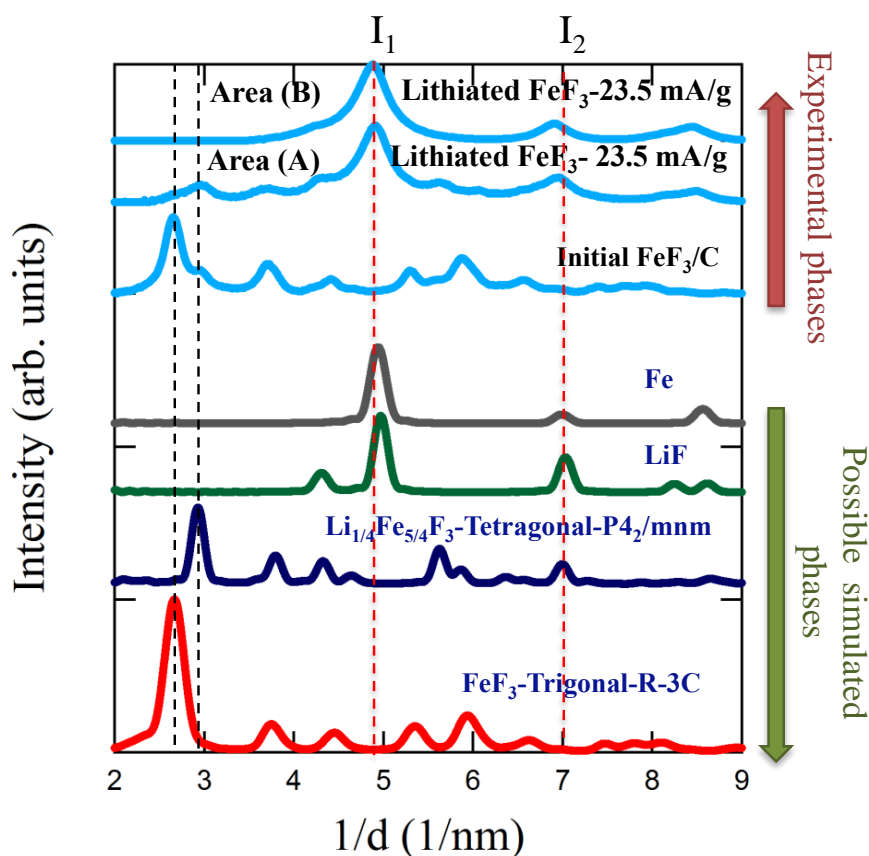 I₁ I₂
Area (B) Lithiated FeF₃-23.5 mA/g
Area (A) Lithiated FeF₃- 23.5 mA/g
Initial FeF₃/C
Fe
LiF
Li₁/₄Fe₅/₄F₃-Tetragonal-P4₂/mnm
FeF₃-Trigonal-R-3C
2 3 4 5 6 7 8 9
1/d (1/nm)
Intensity (arb. units)
Experimental phases
Possible simulated
phases